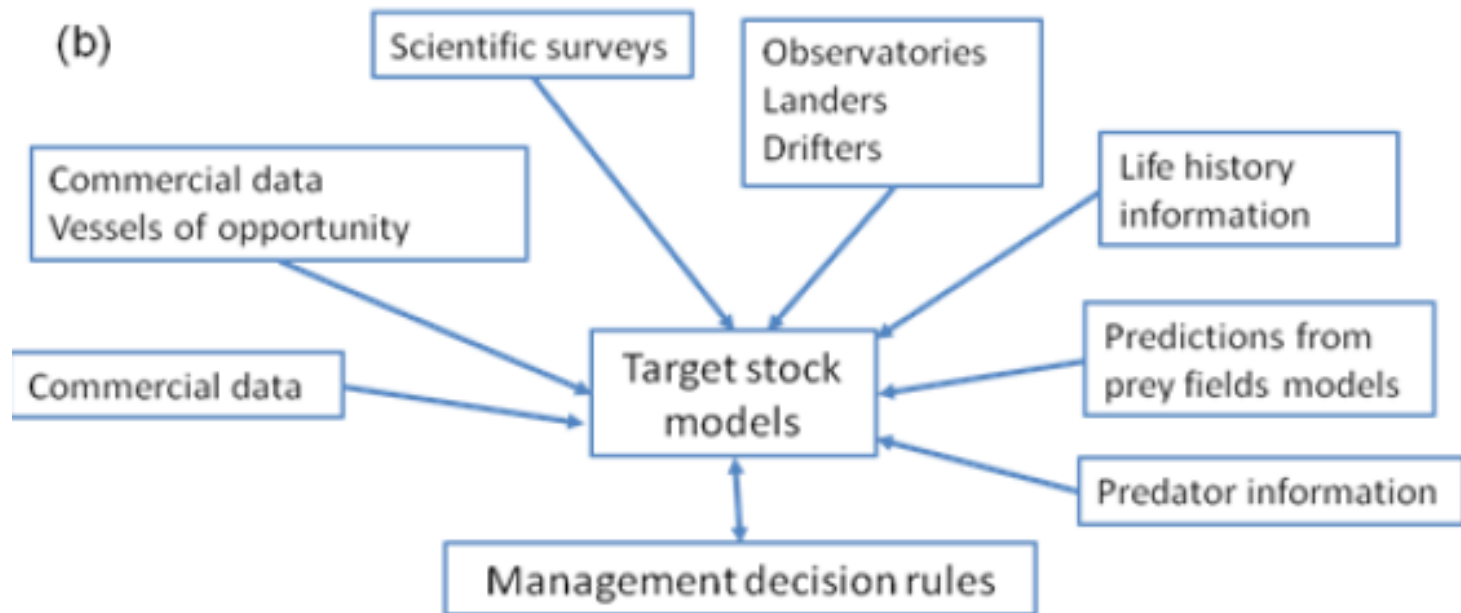 (b)
Scientific surveys
Observatories
Landers
Drifters
Commercial data
Vessels of opportunity
Life history
information
Commercial data
Target stock
models
Predictions from
prey fields models
Predator information
Management decision rules